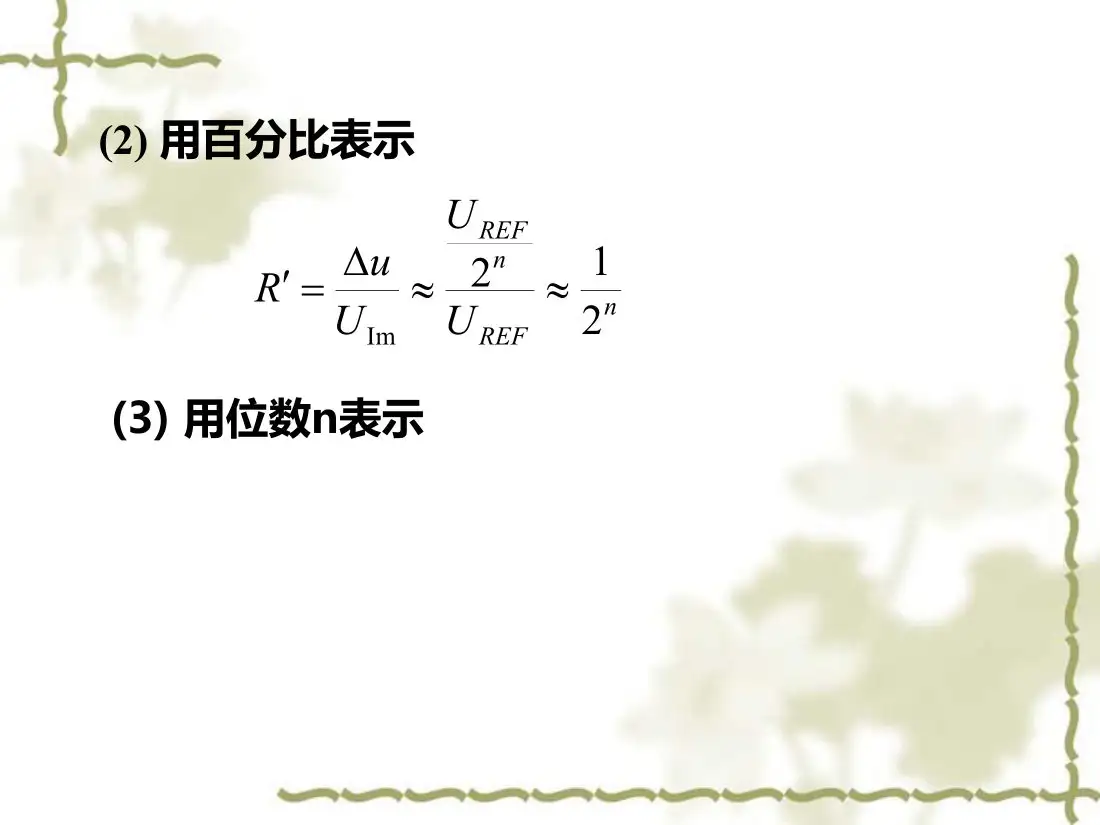 (2) 用百分比表示
R′ = Δu / U_Im ≈ (U_REF / 2^n) / U_REF ≈ 1 / 2^n
(3) 用位数n表示